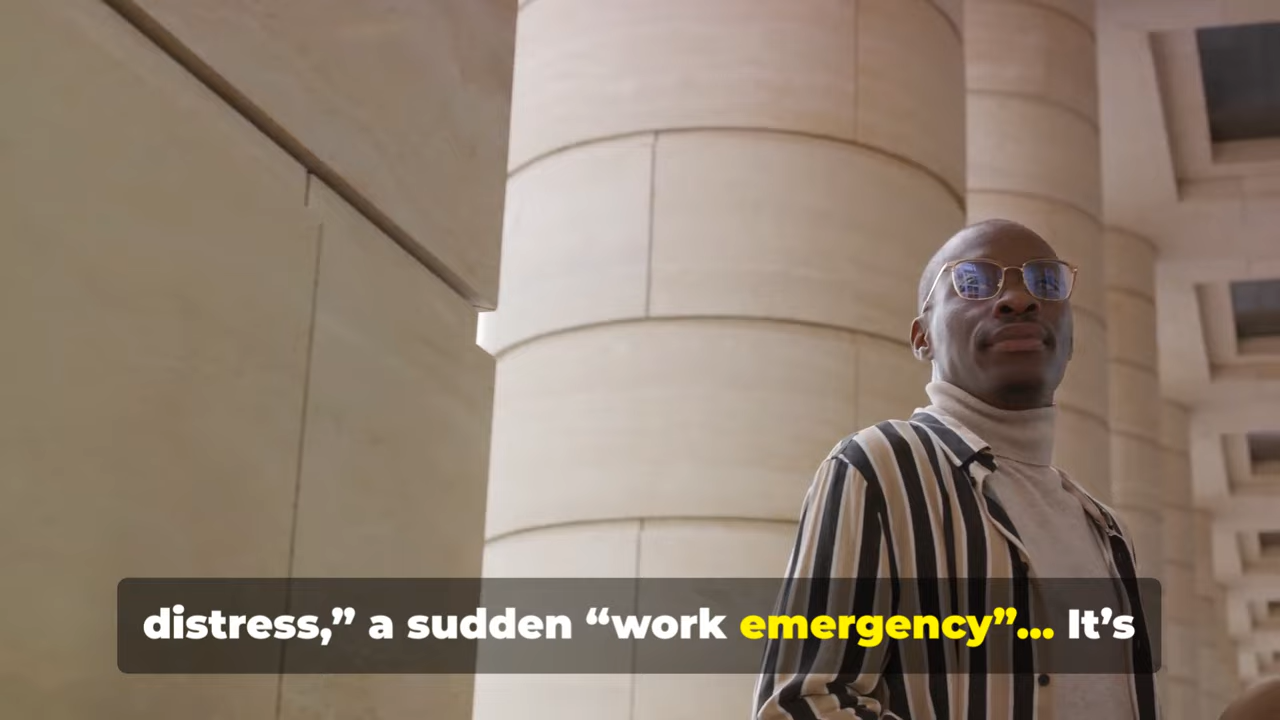 distress,” a sudden “work emergency”... It’s